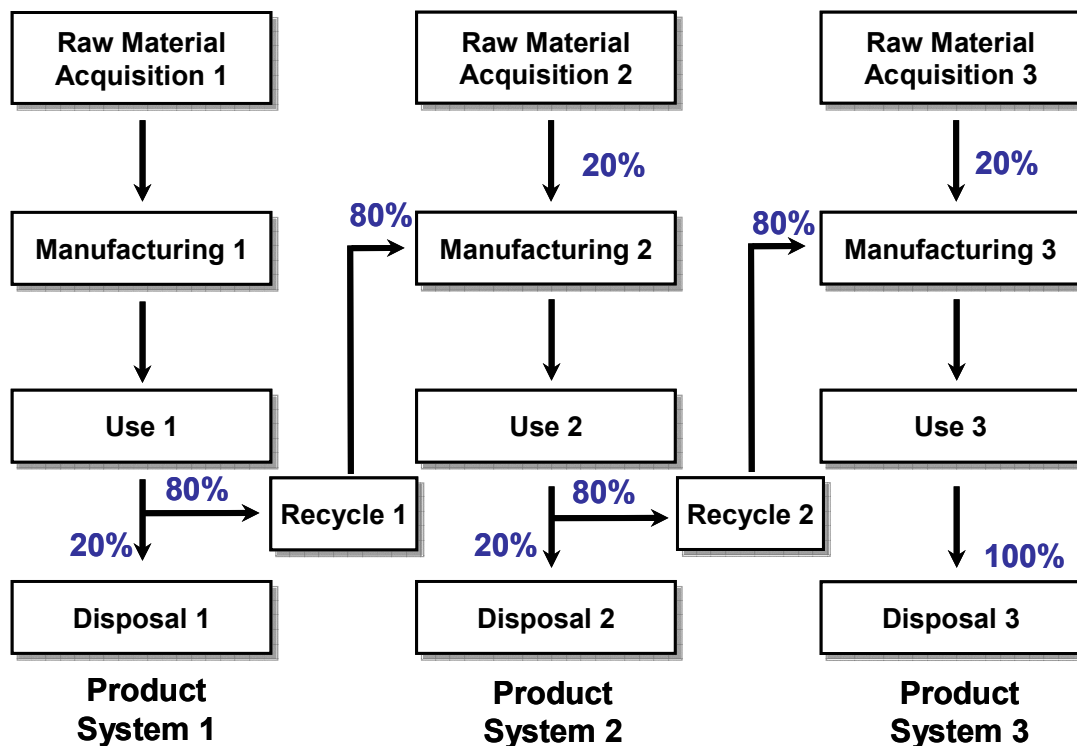 Raw Material
Acquisition 1
Raw Material
Acquisition 2
Raw Material
Acquisition 3
20%
20%
80%
80%
Manufacturing 1
Manufacturing 2
Manufacturing 3
Use 1
Use 2
Use 3
80%
Recycle 1
80%
Recycle 2
20%
20%
100%
Disposal 1
Disposal 2
Disposal 3
Product
System 1
Product
System 2
Product
System 3